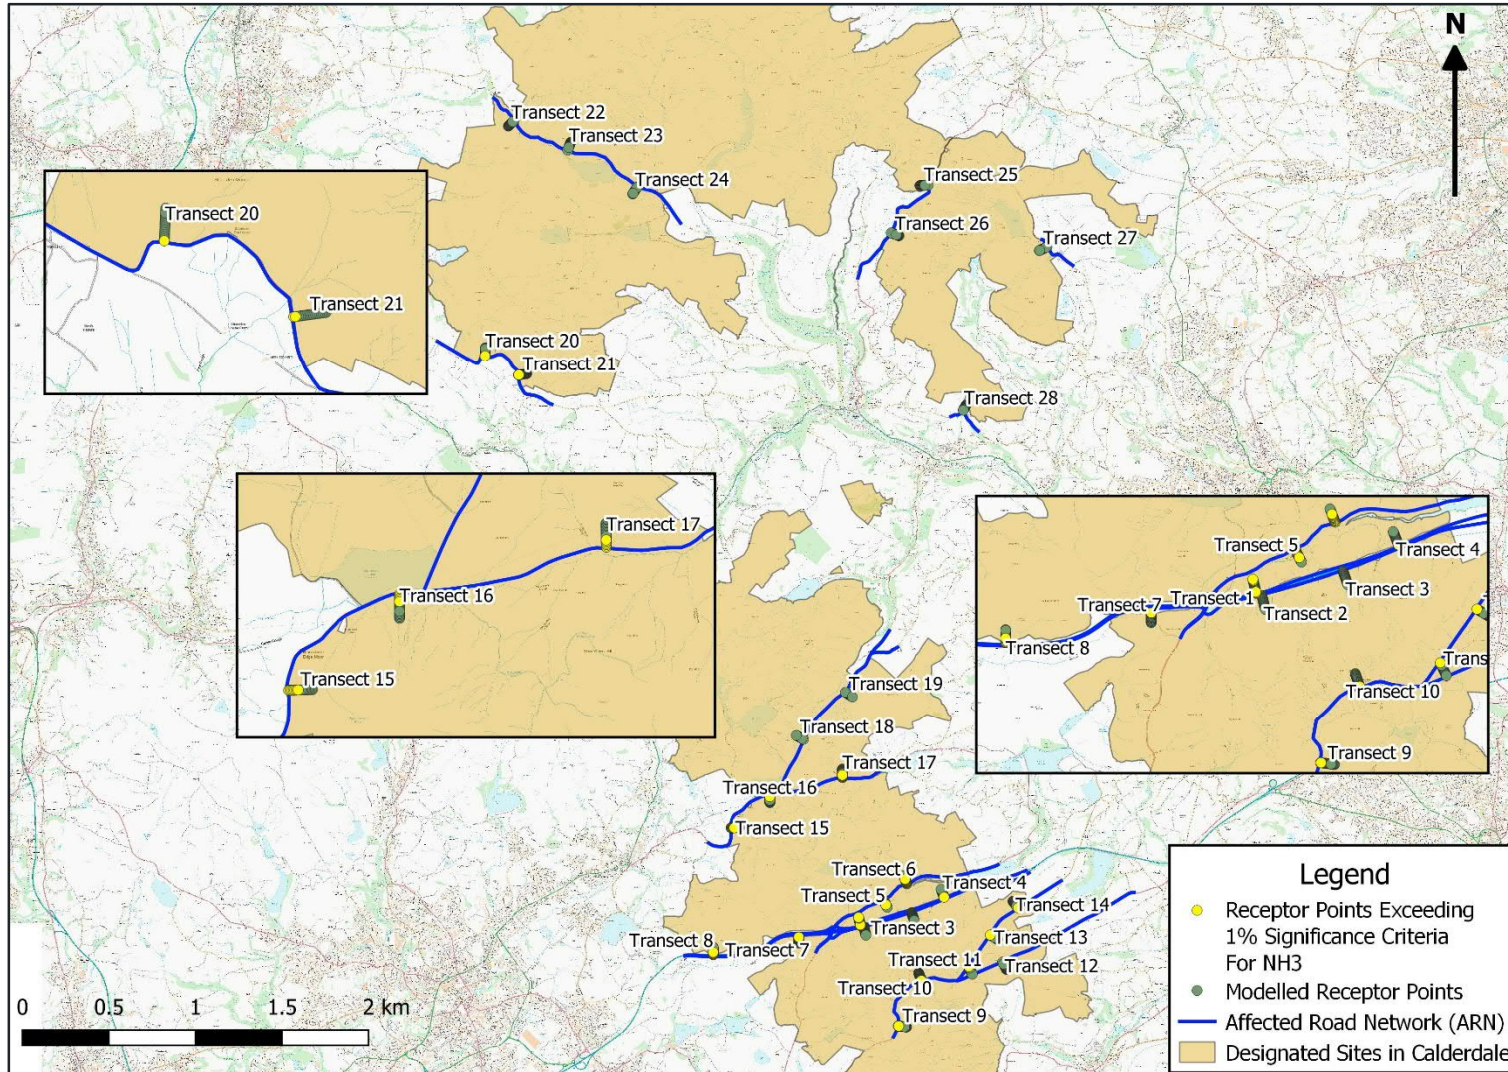 N
Transect 22
Transect 23
Transect 24
Transect 25
Transect 26
Transect 27
Transect 20
Transect 21
Transect 20
Transect 21
Transect 28
Transect 17
Transect 16
Transect 15
Transect 5
Transect 4
Transect 3
Transect 7
Transect 1
Transect 2
Transect 8
Trans
Transect 10
Transect 9
Transect 19
Transect 18
Transect 17
Transect 16
Transect 15
Transect 6
Transect 4
Transect 5
Transect 14
Transect 3
Transect 13
Transect 8
Transect 7
Transect 11
Transect 12
Transect 10
Transect 9
0 0.5 1 1.5 2 km
Legend
Receptor Points Exceeding
1% Significance Criteria
For NH3
Modelled Receptor Points
Affected Road Network (ARN)
Designated Sites in Calderdale